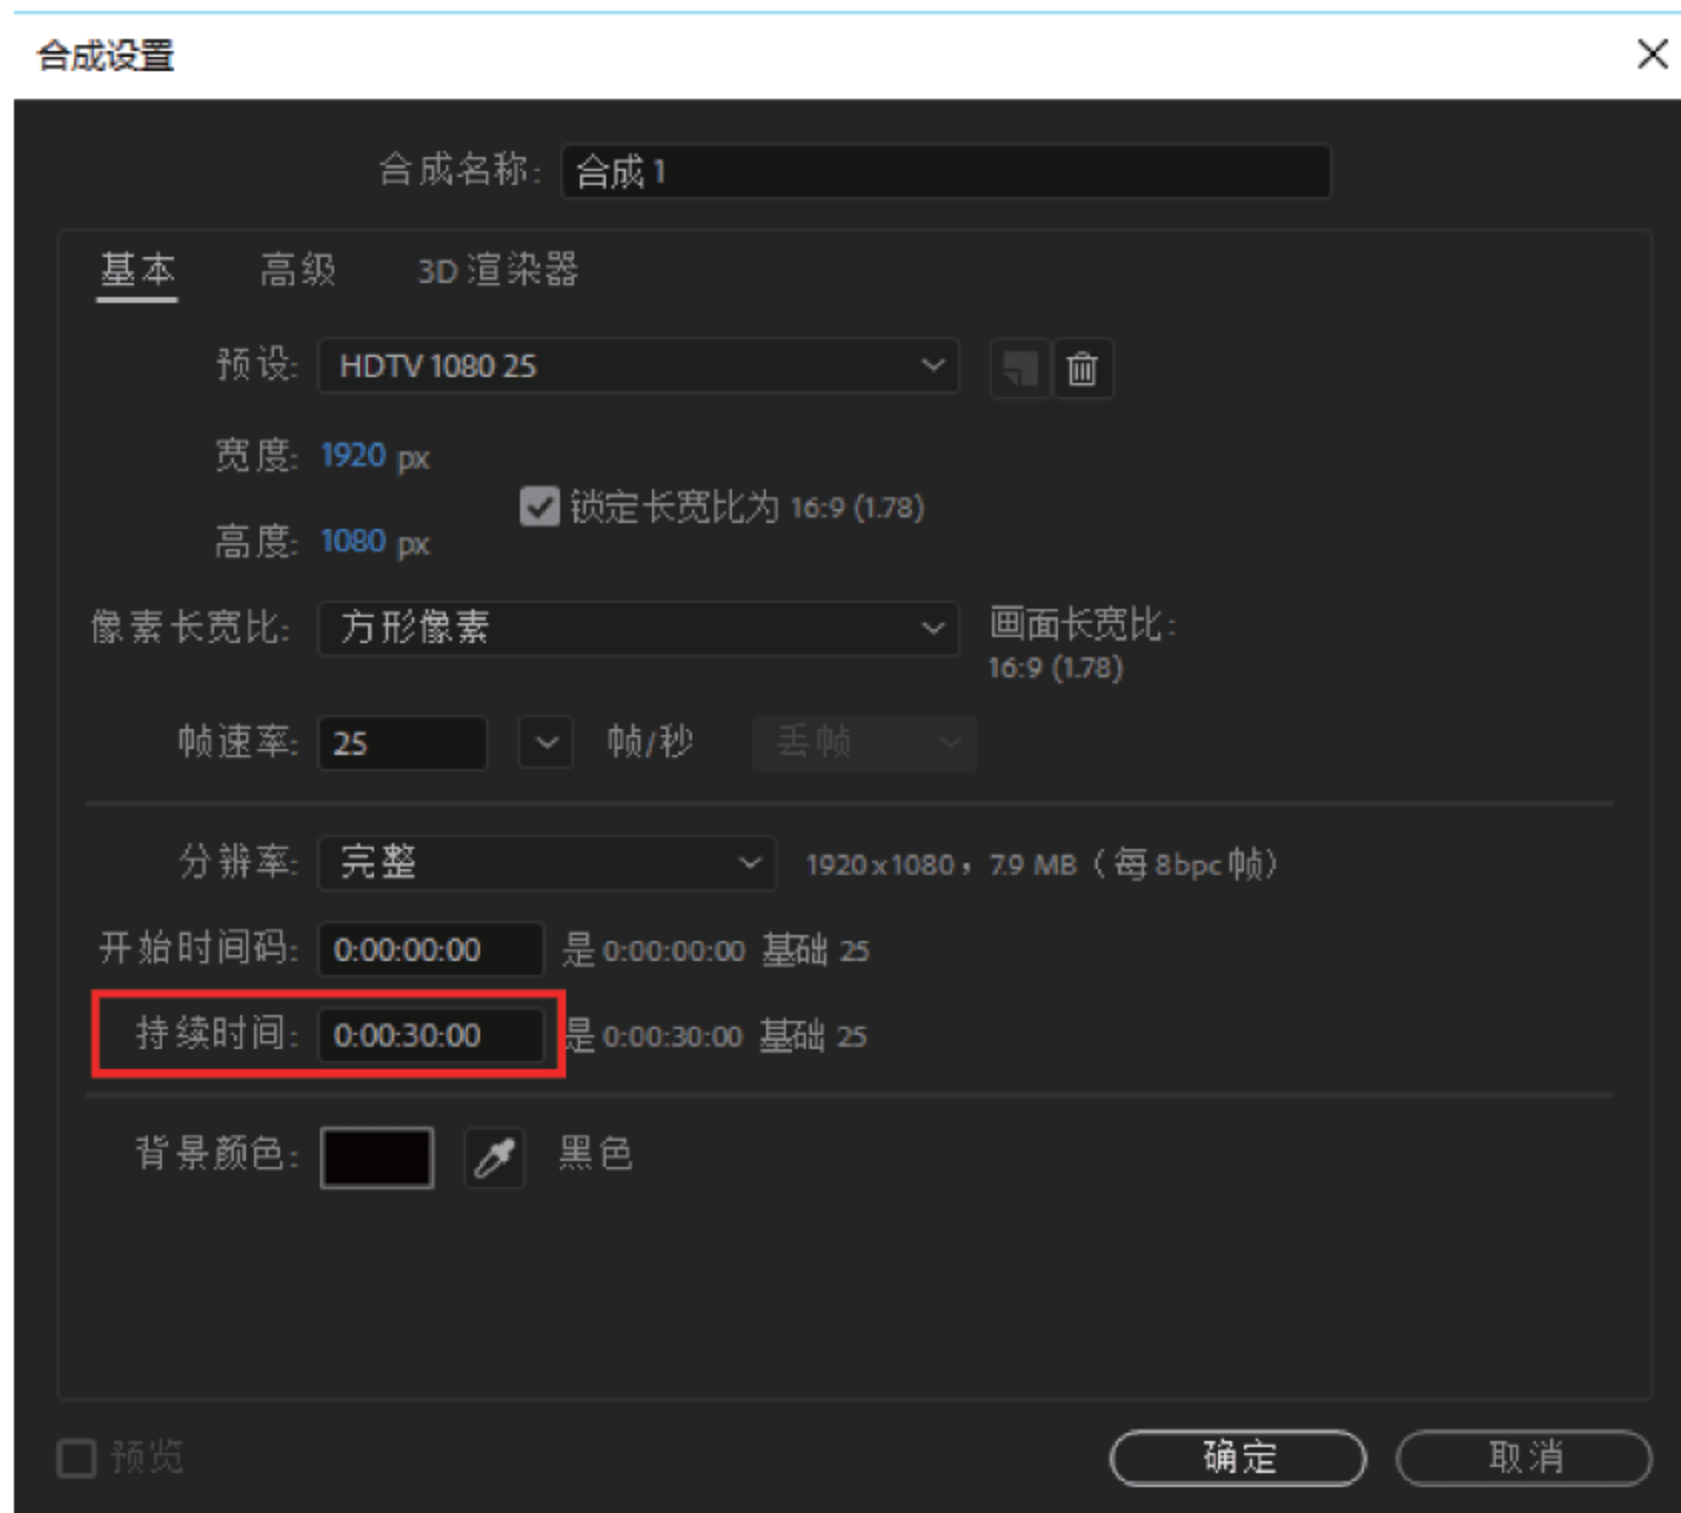 合成设置
合成名称: 合成 1
基本 高级 3D 渲染器
预设: HDTV 1080 25
宽度: 1920 px
锁定长宽比为 16:9 (1.78)
高度: 1080 px
像素长宽比: 方形像素 画面长宽比:
16:9 (1.78)
帧速率: 25 帧/秒 丢帧
分辨率: 完整 1920x1080，7.9 MB（每 8bpc 帧）
开始时间码: 0:00:00:00 是 0:00:00:00 基础 25
持续时间: 0:00:30:00 是 0:00:30:00 基础 25
背景颜色: 黑色
预览 确定 取消